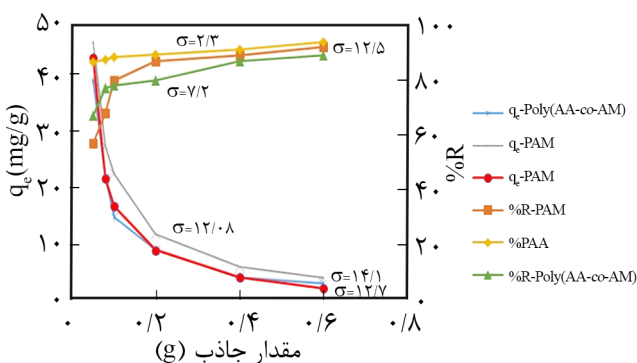 ۵۰
۴۰
۳۰
۲۰
۱۰
۰
qe(mg/g)
۱۰۰
۸۰
۶۰
۴۰
۲۰
۰
%R
σ=۲/۳
σ=۱۲/۵
σ=۷/۲
σ=۱۲/۰۸
σ=۱۴/۱
σ=۱۲/۷
۰ ۰/۲ ۰/۴ ۰/۶ ۰/۸
مقدار جاذب (g)
qe-Poly(AA-co-AM)
qe-PAM
qe-PAM
%R-PAM
%PAA
%R-Poly(AA-co-AM)